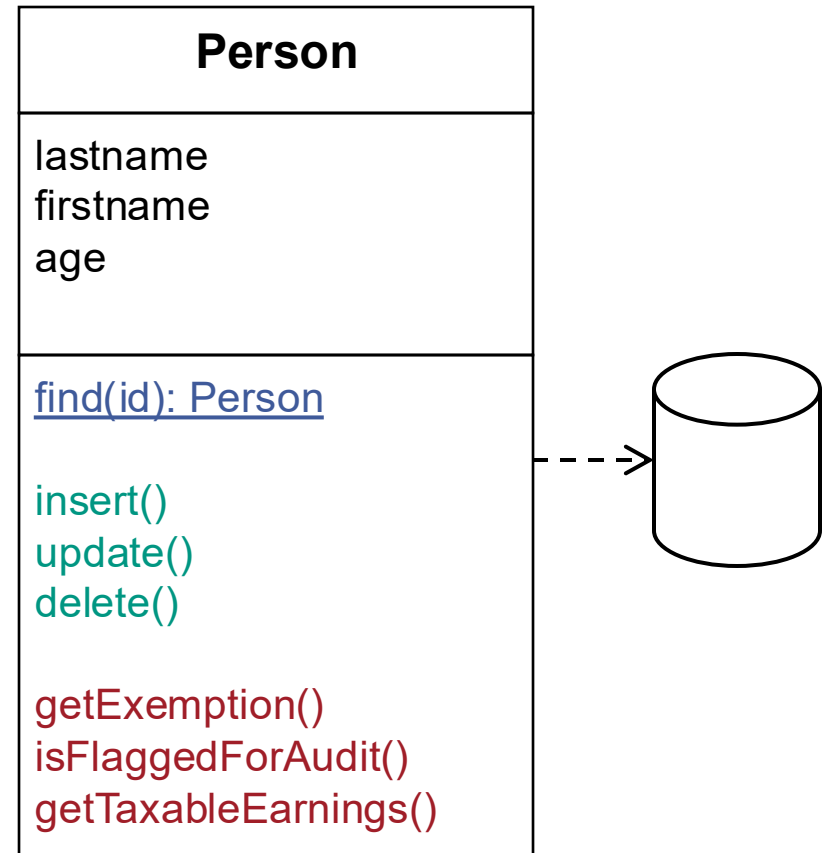 Person
lastname
firstname
age
find(id): Person
insert()
update()
delete()
getExemption()
isFlaggedForAudit()
getTaxableEarnings()